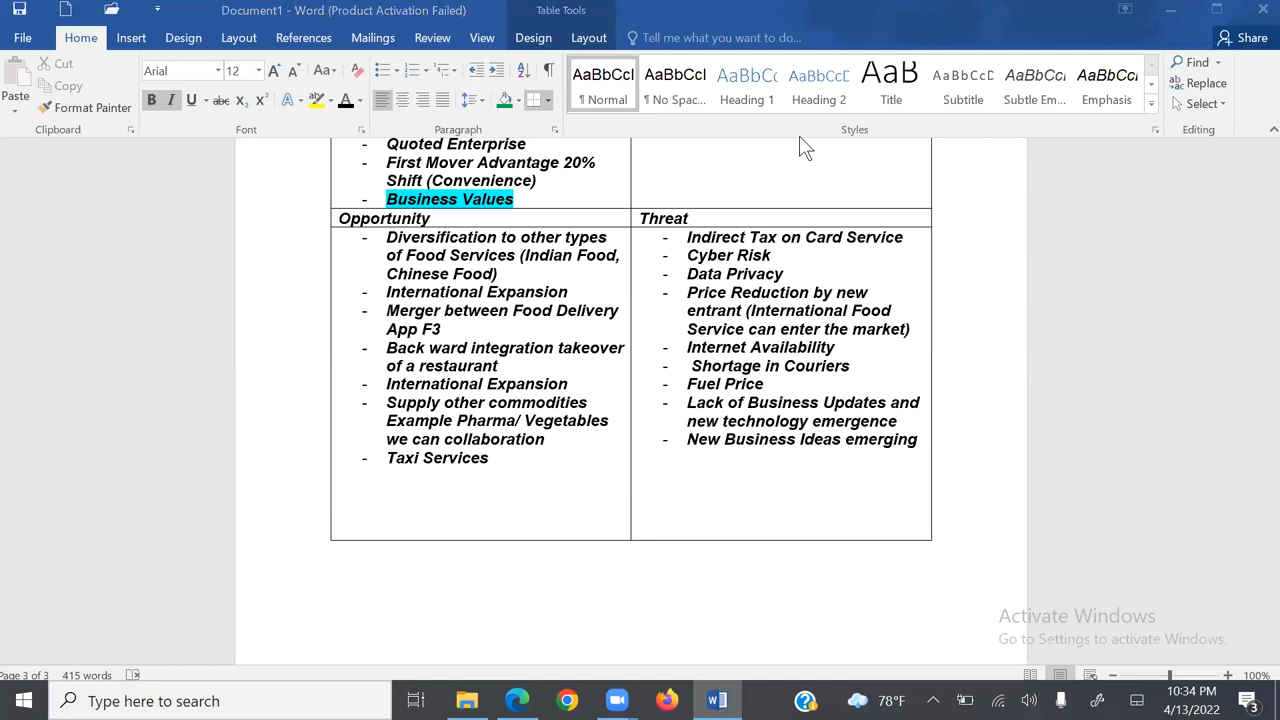 Document1 - Word (Product Activation Failed)
Table Tools
File
Home
Insert
Design
Layout
References
Mailings
Review
View
Design
Layout
Tell me what you want to do...
Share
Paste
Cut
Copy
Format Painter
Clipboard
Arial
12
Aa
B I U abc X₂ X²
Font
Paragraph
AaBbCcI
¶ Normal
AaBbCcI
¶ No Spac...
AaBbCc
Heading 1
AaBbCcD
Heading 2
AaB
Title
AaBbCcD
Subtitle
AaBbCcI
Subtle Em...
AaBbCcI
Emphasis
Styles
Find
Replace
Select
Editing
- Quoted Enterprise
- First Mover Advantage 20%
Shift (Convenience)
- Business Values
Opportunity
- Diversification to other types
of Food Services (Indian Food,
Chinese Food)
- International Expansion
- Merger between Food Delivery
App F3
- Back ward integration takeover
of a restaurant
- International Expansion
- Supply other commodities
Example Pharma/ Vegetables
we can collaboration
- Taxi Services
Threat
- Indirect Tax on Card Service
- Cyber Risk
- Data Privacy
- Price Reduction by new
entrant (International Food
Service can enter the market)
- Internet Availability
- Shortage in Couriers
- Fuel Price
- Lack of Business Updates and
new technology emergence
- New Business Ideas emerging
Activate Windows
Go to Settings to activate Windows.
Page 3 of 3
415 words
100%
Type here to search
78°F
10:34 PM
4/13/2022
3